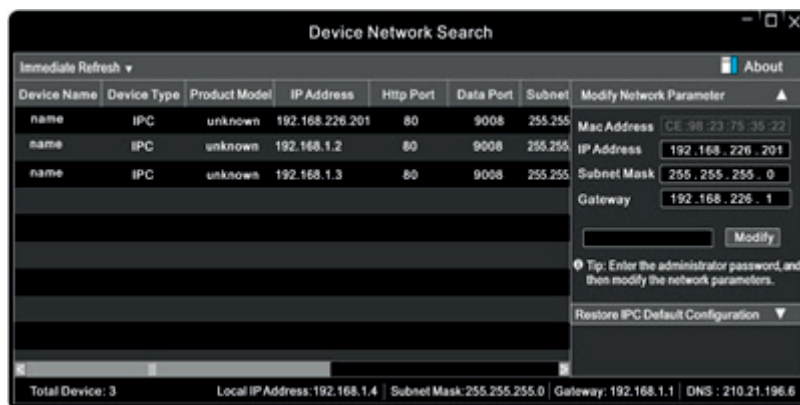 Device Network Search
Immediate Refresh
About
Device Name Device Type Product Model IP Address Http Port Data Port Subnet
name IPC unknown 192.168.226.201 80 9008 255.255
name IPC unknown 192.168.1.2 80 9008 255.255
name IPC unknown 192.168.1.3 80 9008 255.255
Modify Network Parameter
Mac Address CE:98:23:75:35:22
IP Address 192.168.226.201
Subnet Mask 255.255.255.0
Gateway 192.168.226.1
Modify
Tip: Enter the administrator password, and
then modify the network parameters.
Restore IPC Default Configuration
Total Device: 3 Local IP Address:192.168.1.4 Subnet Mask:255.255.255.0 Gateway: 192.168.1.1 DNS : 210.21.196.6